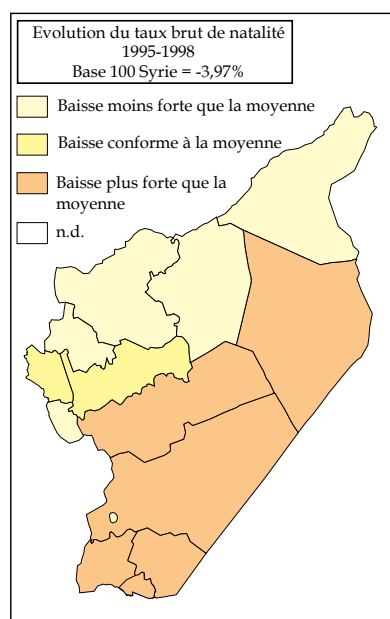 Evolution du taux brut de natalité
1995-1998
Base 100 Syrie = -3,97%
Baisse moins forte que la moyenne
Baisse conforme à la moyenne
Baisse plus forte que la
moyenne
n.d.